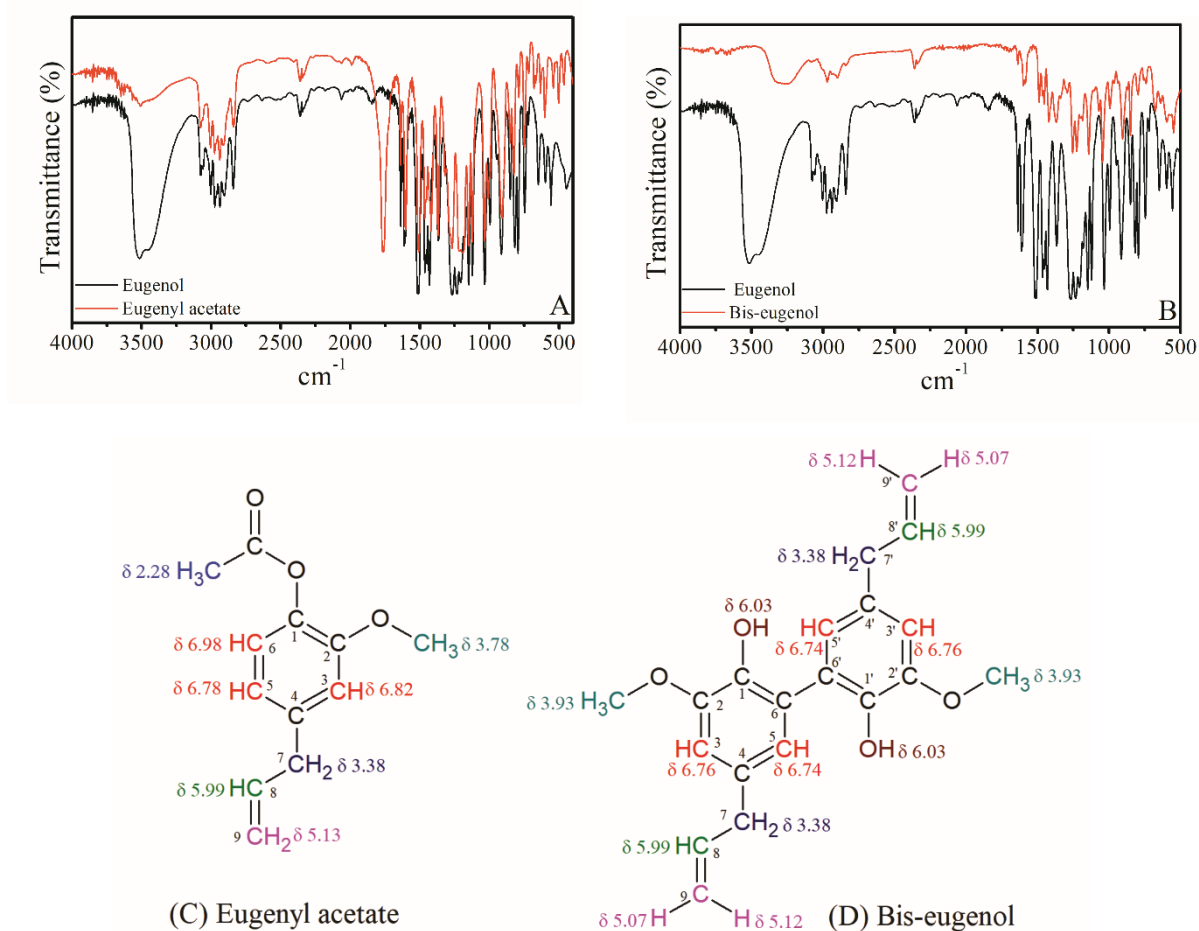 Transmittance (%)
Eugenol
Eugenyl acetate
A
4000 3500 3000 2500 2000 1500 1000 500
cm-1
Transmittance (%)
Eugenol
Bis-eugenol
B
4000 3500 3000 2500 2000 1500 1000 500
cm-1
O
C
δ 2.28 H3C
O
O
1
δ 6.98 HC
6
C
2
CH3 δ 3.78
δ 6.78 HC
5
4
3
CH δ 6.82
C
7
CH2 δ 3.38
δ 5.99 HC
8
9
CH2 δ 5.13
(C) Eugenyl acetate
δ 5.12 H
H δ 5.07
9'
C
8'
CH δ 5.99
δ 3.38 H2C
7'
δ 6.03
OH
C
4'
HC
5'
3'
CH
δ 6.74
δ 6.76
6'
C
1'
C
2'
C
O
CH3 δ 3.93
O
δ 3.93 H3C
C
1
C
2
C
6
OH δ 6.03
HC
3
5
CH
4
C
δ 6.76
δ 6.74
7
CH2 δ 3.38
δ 5.99 HC
8
9
C
δ 5.07 H
H
δ 5.12
(D) Bis-eugenol